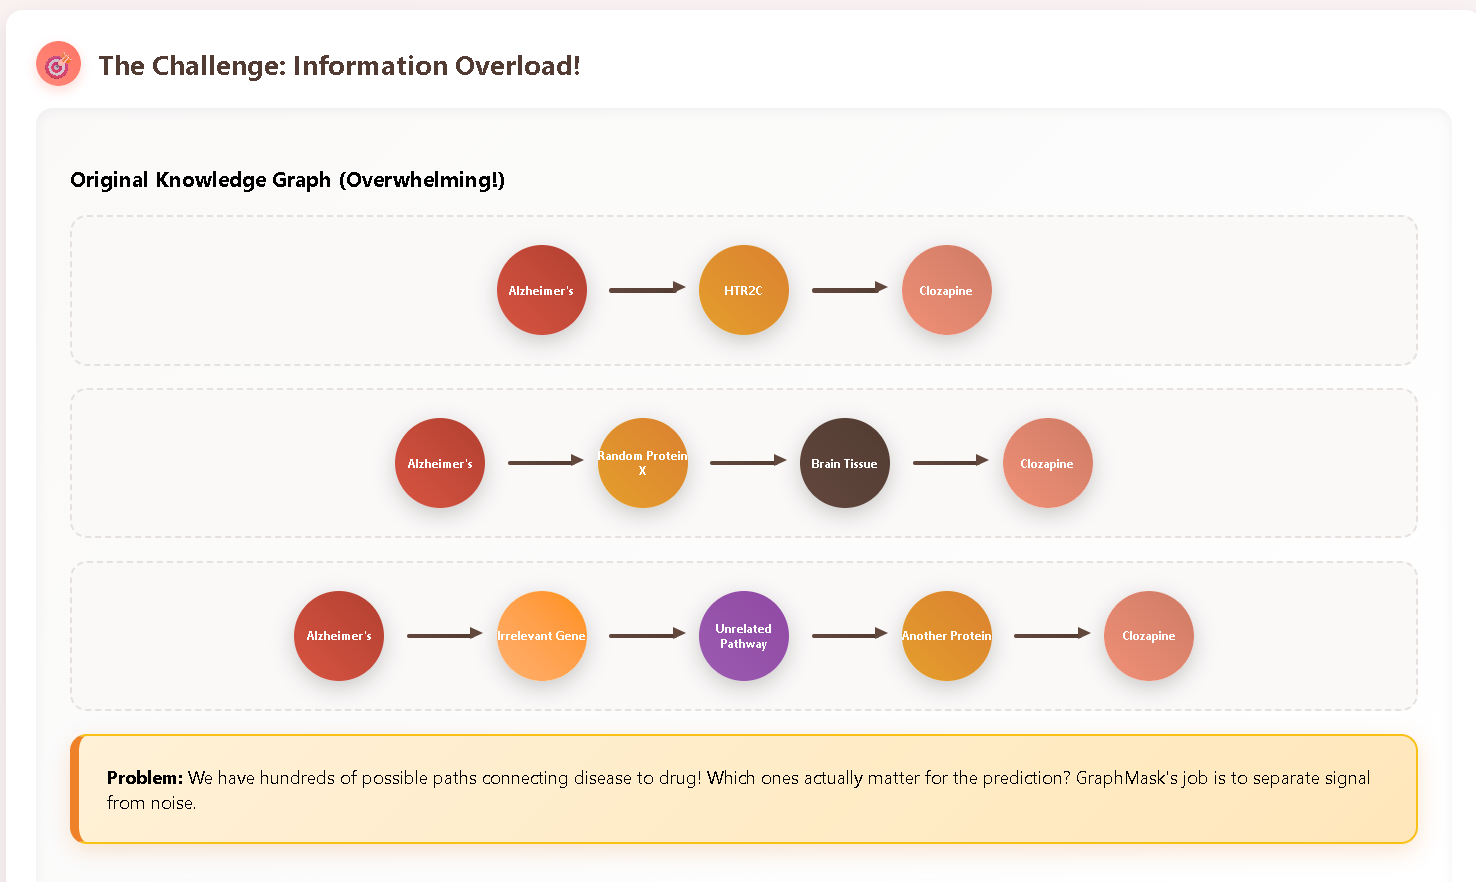 The Challenge: Information Overload!
Original Knowledge Graph (Overwhelming!)
Alzheimer's
HTR2C
Clozapine
Alzheimer's
Random Protein
X
Brain Tissue
Clozapine
Alzheimer's
Irrelevant Gene
Unrelated
Pathway
Another Protein
Clozapine
Problem: We have hundreds of possible paths connecting disease to drug! Which ones actually matter for the prediction? GraphMask's job is to separate signal
from noise.